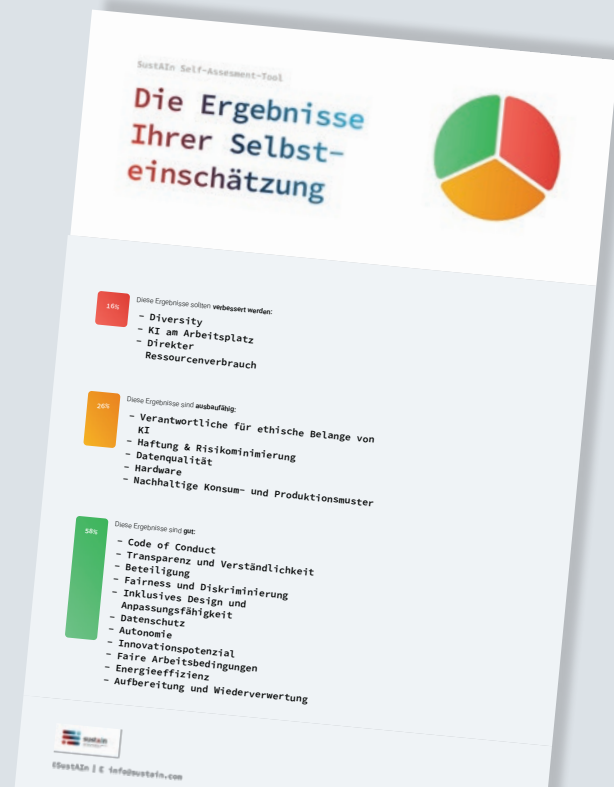 SustAIn Self-Assesment-Tool
Die Ergebnisse
Ihrer Selbst-
einschätzung
16%
Diese Ergebnisse sollten verbessert werden:
- Diversity
- KI am Arbeitsplatz
- Direkter
Ressourcenverbrauch
26%
Diese Ergebnisse sind ausbaufähig:
- Verantwortliche für ethische Belange von
KI
- Haftung & Risikominimierung
- Datenqualität
- Hardware
- Nachhaltige Konsum- und Produktionsmuster
58%
Diese Ergebnisse sind gut:
- Code of Conduct
- Transparenz und Verständlichkeit
- Beteiligung
- Fairness und Diskriminierung
- Inklusives Design und
Anpassungsfähigkeit
- Datenschutz
- Autonomie
- Innovationspotenzial
- Faire Arbeitsbedingungen
- Energieeffizienz
- Aufbereitung und Wiederverwertung
sustain
©SustAIn | E info@sustain.com